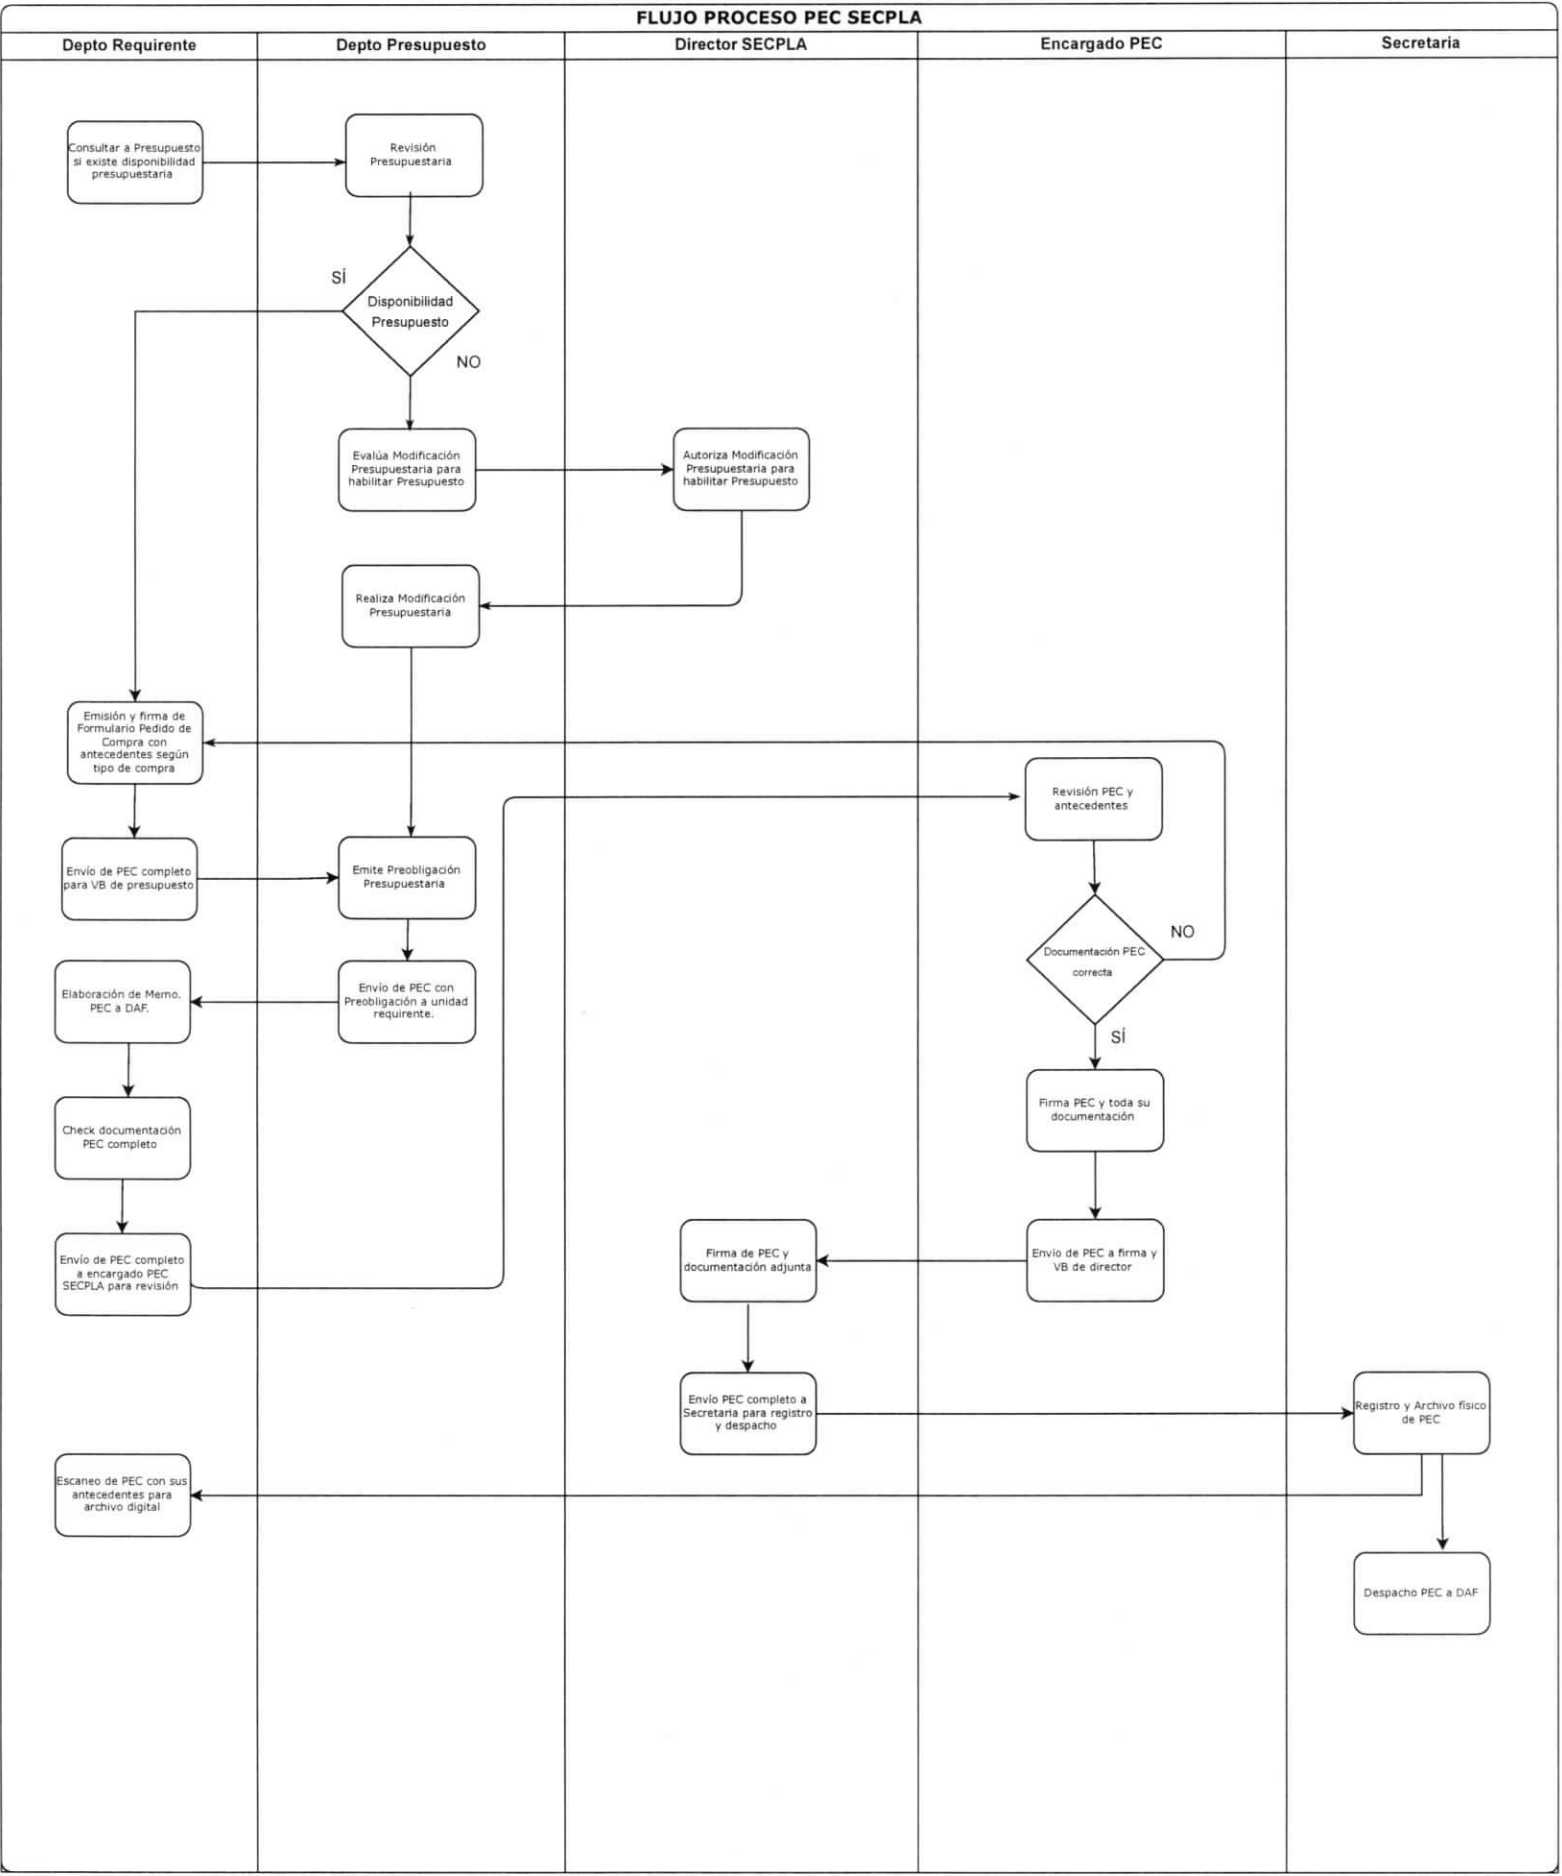 FLUJO PROCESO PEC SECPLA
Depto Requirente
Depto Presupuesto
Director SECPLA
Encargado PEC
Secretaria
Consultar a Presupuesto
si existe disponibilidad
presupuestaria
Revisión
Presupuestaria
SÍ
Disponibilidad
Presupuesto
NO
Evalúa Modificación
Presupuestaria para
habilitar Presupuesto
Autoriza Modificación
Presupuestaria para
habilitar Presupuesto
Realiza Modificación
Presupuestaria
Emisión y firma de
Formulario Pedido de
Compra con
antecedentes según
tipo de compra
Revisión PEC y
antecedentes
Envío de PEC completo
para VB de presupuesto
Emite Preobligación
Presupuestaria
NO
Documentación PEC
correcta
SÍ
Elaboración de Memo.
PEC a DAF.
Envío de PEC con
Preobligación a unidad
requirente.
Check documentación
PEC completo
Firma PEC y toda su
documentación
Envío de PEC completo
a encargado PEC
SECPLA para revisión
Firma de PEC y
documentación adjunta
Envío de PEC a firma y
VB de director
Envío PEC completo a
Secretaria para registro
y despacho
Registro y Archivo físico
de PEC
Escaneo de PEC con sus
antecedentes para
archivo digital
Despacho PEC a DAF